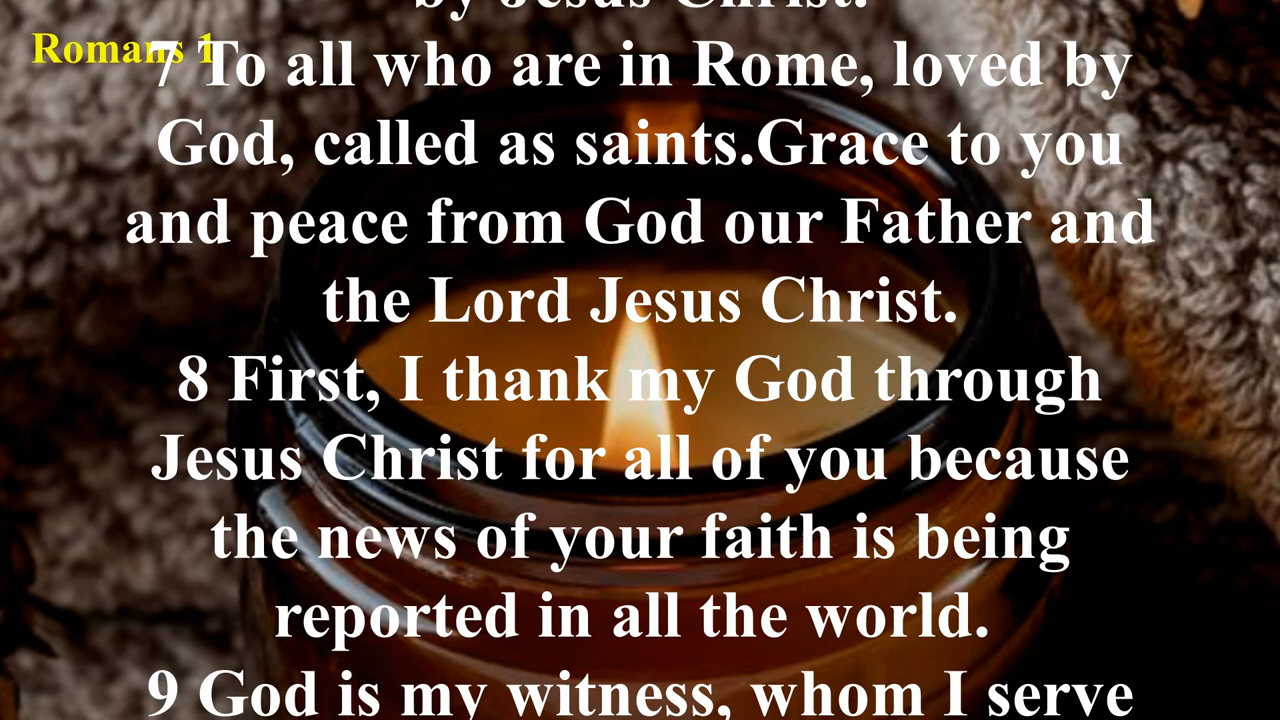 by Jesus Christ.
Romans 1
7 To all who are in Rome, loved by
God, called as saints.Grace to you
and peace from God our Father and
the Lord Jesus Christ.
8 First, I thank my God through
Jesus Christ for all of you because
the news of your faith is being
reported in all the world.
9 God is my witness, whom I serve